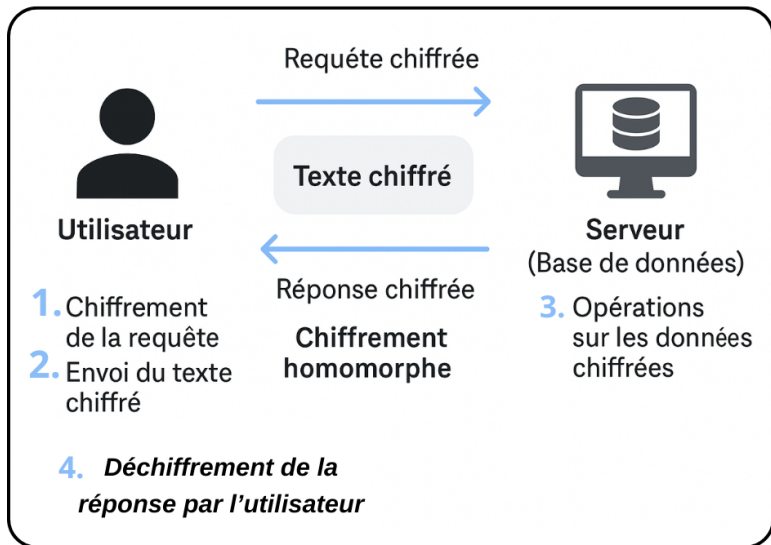 Requéte chiffrée
Texte chiffré
Utilisateur
Serveur
(Base de données)
Réponse chiffrée
Chiffrement
homomorphe
1. Chiffrement
de la requête
2. Envoi du texte
chiffré
3. Opérations
sur les données
chiffrées
4. Déchiffrement de la
réponse par l'utilisateur